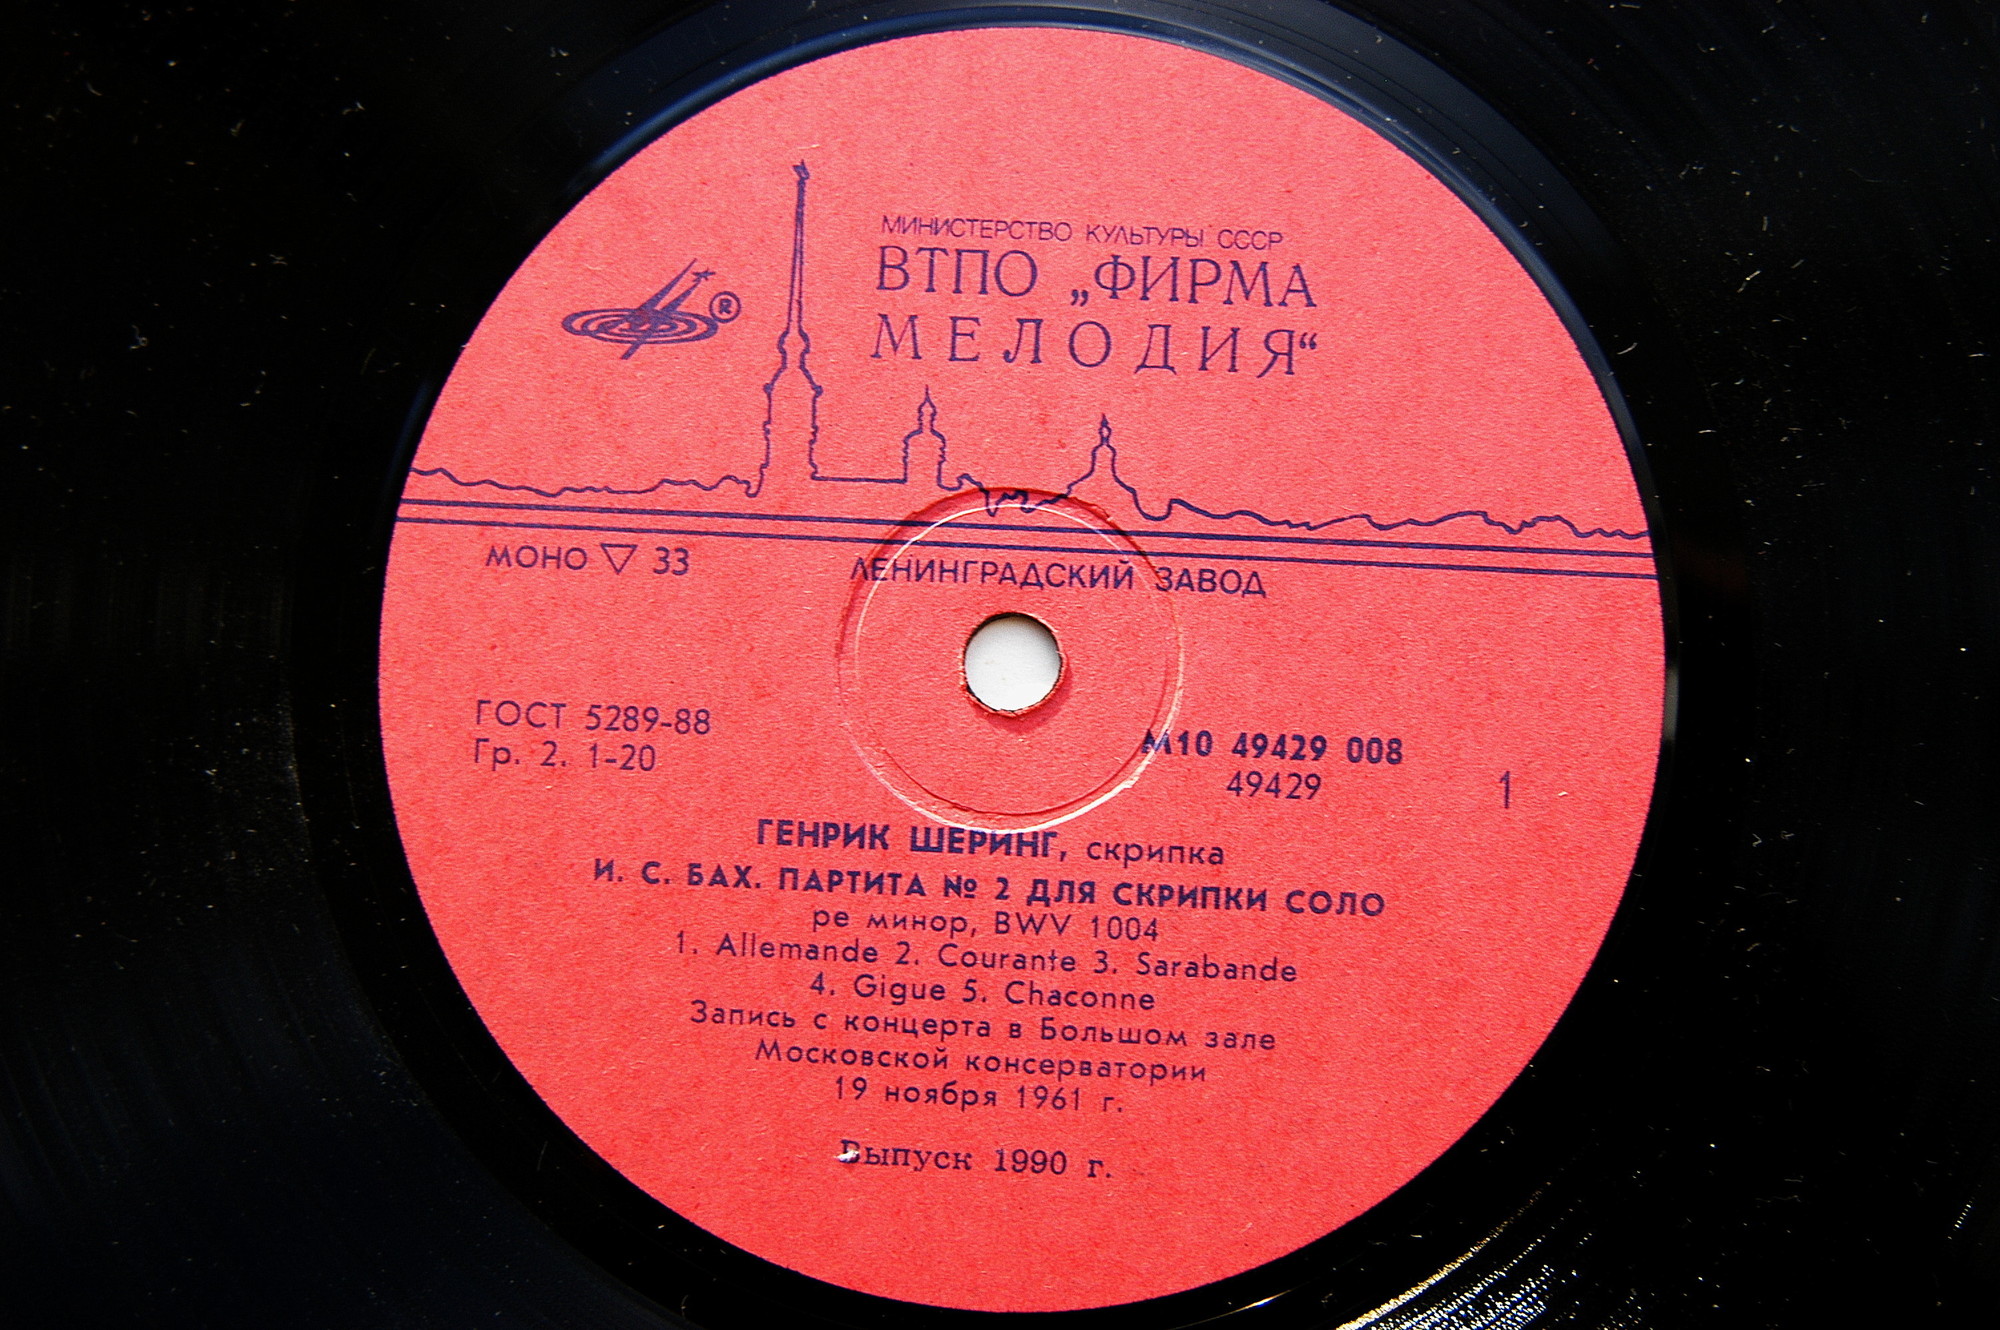 МИНИСТЕРСТВО КУЛЬТУРЫ СССР
ВТПО „ФИРМА
МЕЛОДИЯ“
®
МОНО ▽ 33
ЛЕНИНГРАДСКИЙ ЗАВОД
ГОСТ 5289-88
Гр. 2. 1-20
М10 49429 008
49429
1
ГЕНРИК ШЕРИНГ, скрипка
И. С. БАХ. ПАРТИТА № 2 ДЛЯ СКРИПКИ СОЛО
ре минор, BWV 1004
1. Allemande 2. Courante 3. Sarabande
4. Gigue 5. Chaconne
Запись с концерта в Большом зале
Московской консерватории
19 ноября 1961 г.
Выпуск 1990 г.